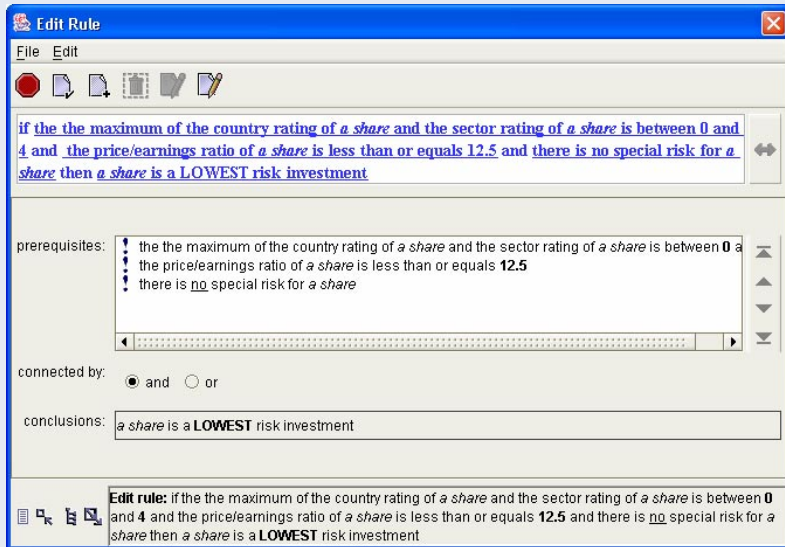 Edit Rule
File Edit
if the the maximum of the country rating of a share and the sector rating of a share is between 0 and
4 and the price/earnings ratio of a share is less than or equals 12.5 and there is no special risk for a
share then a share is a LOWEST risk investment
prerequisites:
! the the maximum of the country rating of a share and the sector rating of a share is between 0 a
! the price/earnings ratio of a share is less than or equals 12.5
! there is no special risk for a share
connected by:
and or
conclusions:
a share is a LOWEST risk investment
Edit rule: if the the maximum of the country rating of a share and the sector rating of a share is between 0
and 4 and the price/earnings ratio of a share is less than or equals 12.5 and there is no special risk for a
share then a share is a LOWEST risk investment